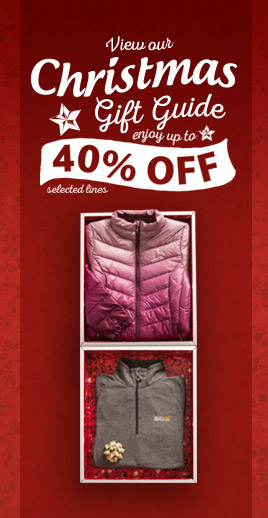 View our
Christmas
Gift Guide
enjoy up to
40% OFF
selected lines